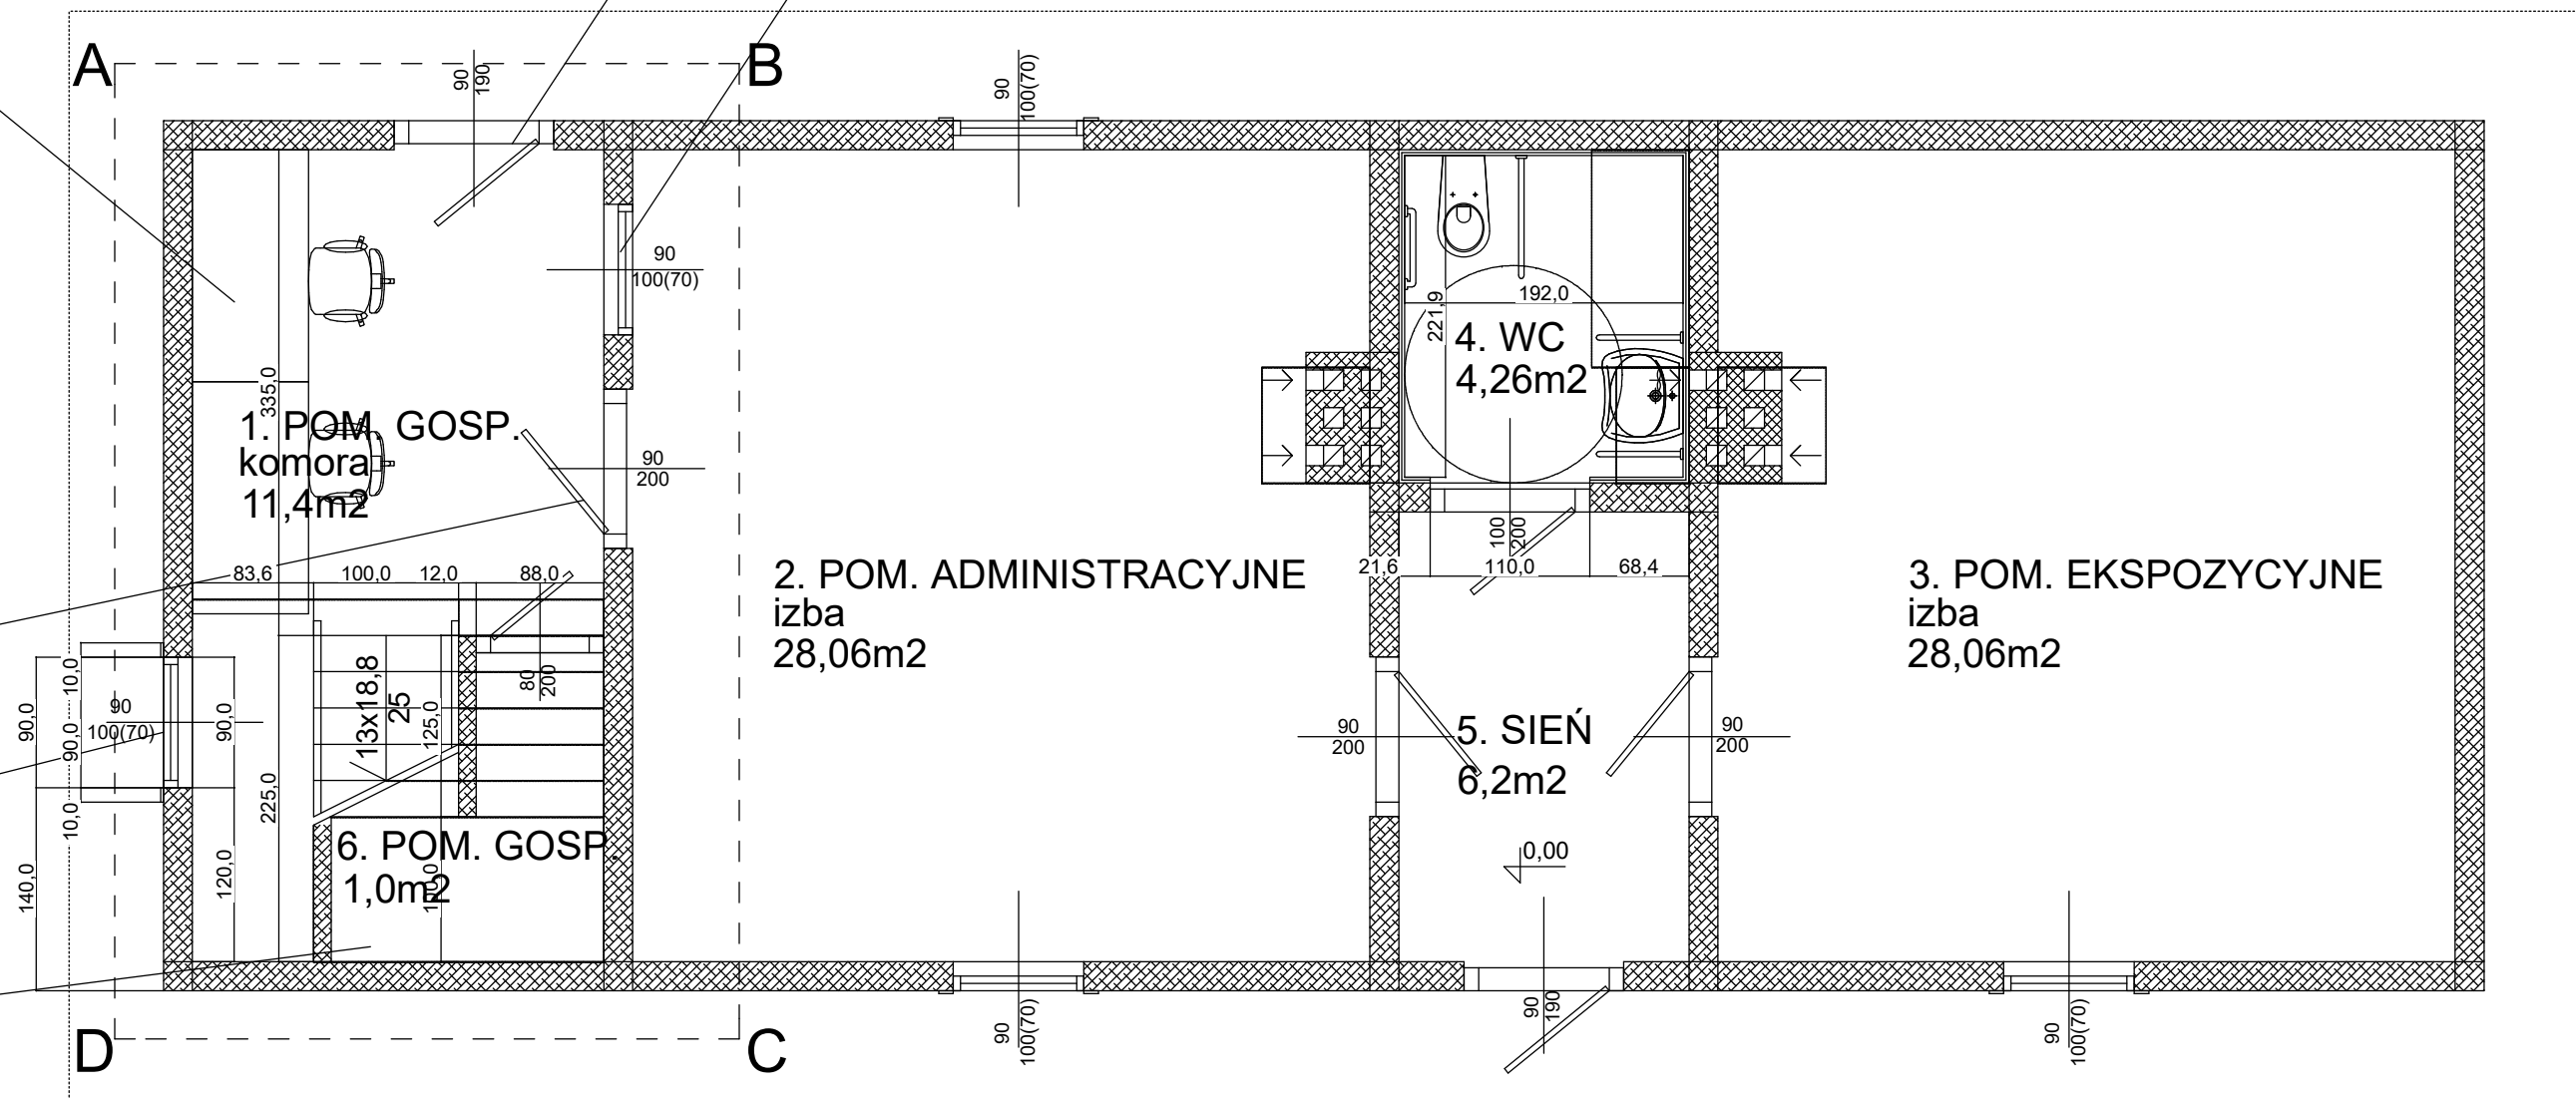 A
B
90
190
90
100(70)
90
100(70)
335,0
1. POM. GOSP.
komora
11,4m2
90
200
83,6
100,0
12,0
88,0
80
200
13x18,8
25
125,0
90,0
10,0
90,0
10,0
90
100(70)
90,0
225,0
140,0
120,0
6. POM. GOSP.
1,0m2
2. POM. ADMINISTRACYJNE
izba
28,06m2
192,0
221,9
4. WC
4,26m2
100
200
21,6
110,0
68,4
90
200
5. SIEŃ
6,2m2
90
200
0,00
3. POM. EKSPOZYCYJNE
izba
28,06m2
D
C
90
100(70)
90
190
90
100(70)